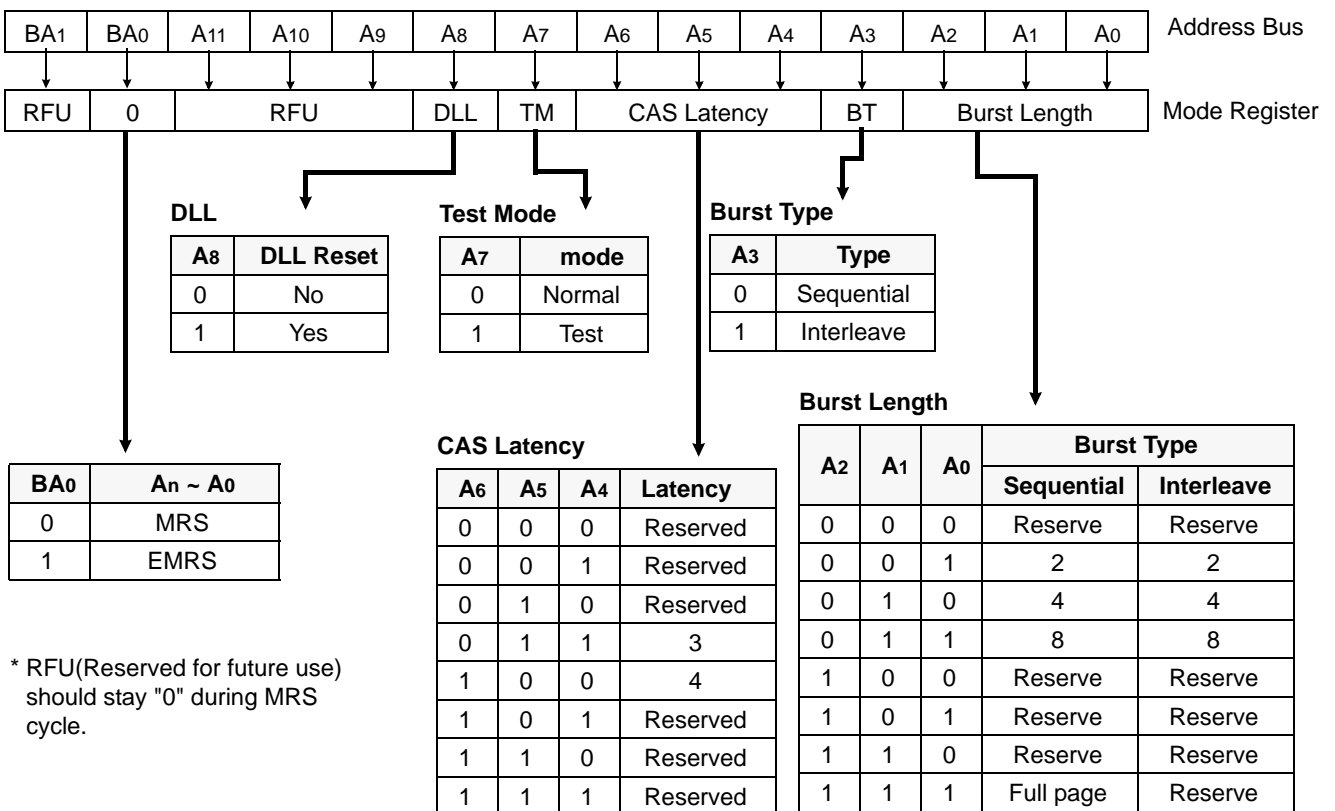 BA1 BA0 A11 A10 A9 A8 A7 A6 A5 A4 A3 A2 A1 A0 Address Bus
RFU 0 RFU DLL TM CAS Latency BT Burst Length Mode Register
DLL
A8 DLL Reset
0 No
1 Yes
Test Mode
A7 mode
0 Normal
1 Test
Burst Type
A3 Type
0 Sequential
1 Interleave
BA0 An ~ A0
0 MRS
1 EMRS
* RFU(Reserved for future use)
should stay "0" during MRS
cycle.
CAS Latency
A6 A5 A4 Latency
0 0 0 Reserved
0 0 1 Reserved
0 1 0 Reserved
0 1 1 3
1 0 0 4
1 0 1 Reserved
1 1 0 Reserved
1 1 1 Reserved
Burst Length
A2 A1 A0 Burst Type
Sequential Interleave
0 0 0 Reserve Reserve
0 0 1 2 2
0 1 0 4 4
0 1 1 8 8
1 0 0 Reserve Reserve
1 0 1 Reserve Reserve
1 1 0 Reserve Reserve
1 1 1 Full page Reserve